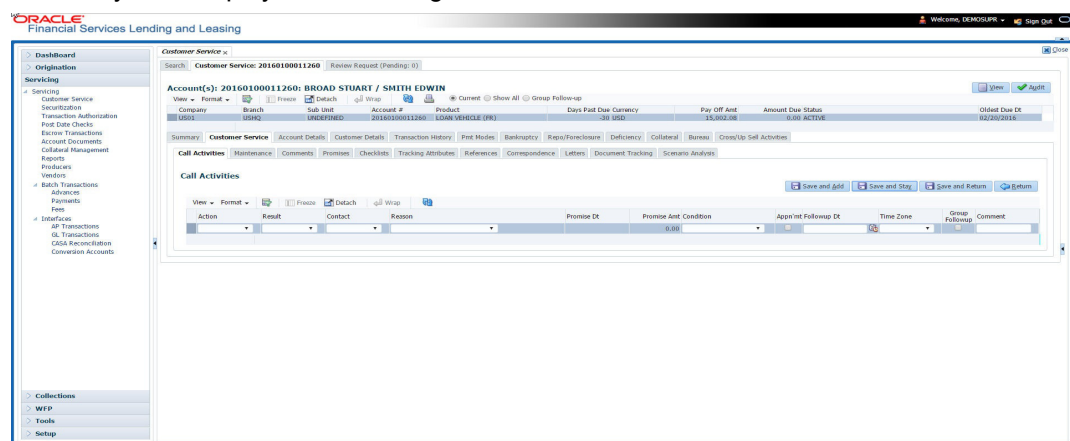 ORACLE
Financial Services Lending and Leasing
Welcome, DEMOSUPR
Sign Out
Close
DashBoard
Origination
Servicing
Servicing
Customer Service
Securitization
Transaction Authorization
Post Date Checks
Escrow Transactions
Account Documents
Collateral Management
Reports
Producers
Vendors
Batch Transactions
Advances
Payments
Fees
Interfaces
AP Transactions
GL Transactions
CASA Reconciliation
Conversion Accounts
Collections
WFP
Tools
Setup
Customer Service ×
Search Customer Service: 20160100011260 Review Request (Pending: 0)
Account(s): 20160100011260: BROAD STUART / SMITH EDWIN
View Audit
View Format Freeze Detach Wrap Current Show All Group Follow-up
Company Branch Sub Unit Account # Product Days Past Due Currency Pay Off Amt Amount Due Status Oldest Due Dt
US01 USHQ UNDEFINED 20160100011260 LOAN VEHICLE (FR) -30 USD 15,002.08 0.00 ACTIVE 02/20/2016
Summary Customer Service Account Details Customer Details Transaction History Pmt Modes Bankruptcy Repo/Foreclosure Deficiency Collateral Bureau Cross/Up Sell Activities
Call Activities Maintenance Comments Promises Checklists Tracking Attributes References Correspondence Letters Document Tracking Scenario Analysis
Call Activities
Save and Add Save and Stay Save and Return Return
View Format Freeze Detach Wrap
Action Result Contact Reason Promise Dt Promise Amt Condition Appn'mt Followup Dt Time Zone Group Followup Comment
0.00